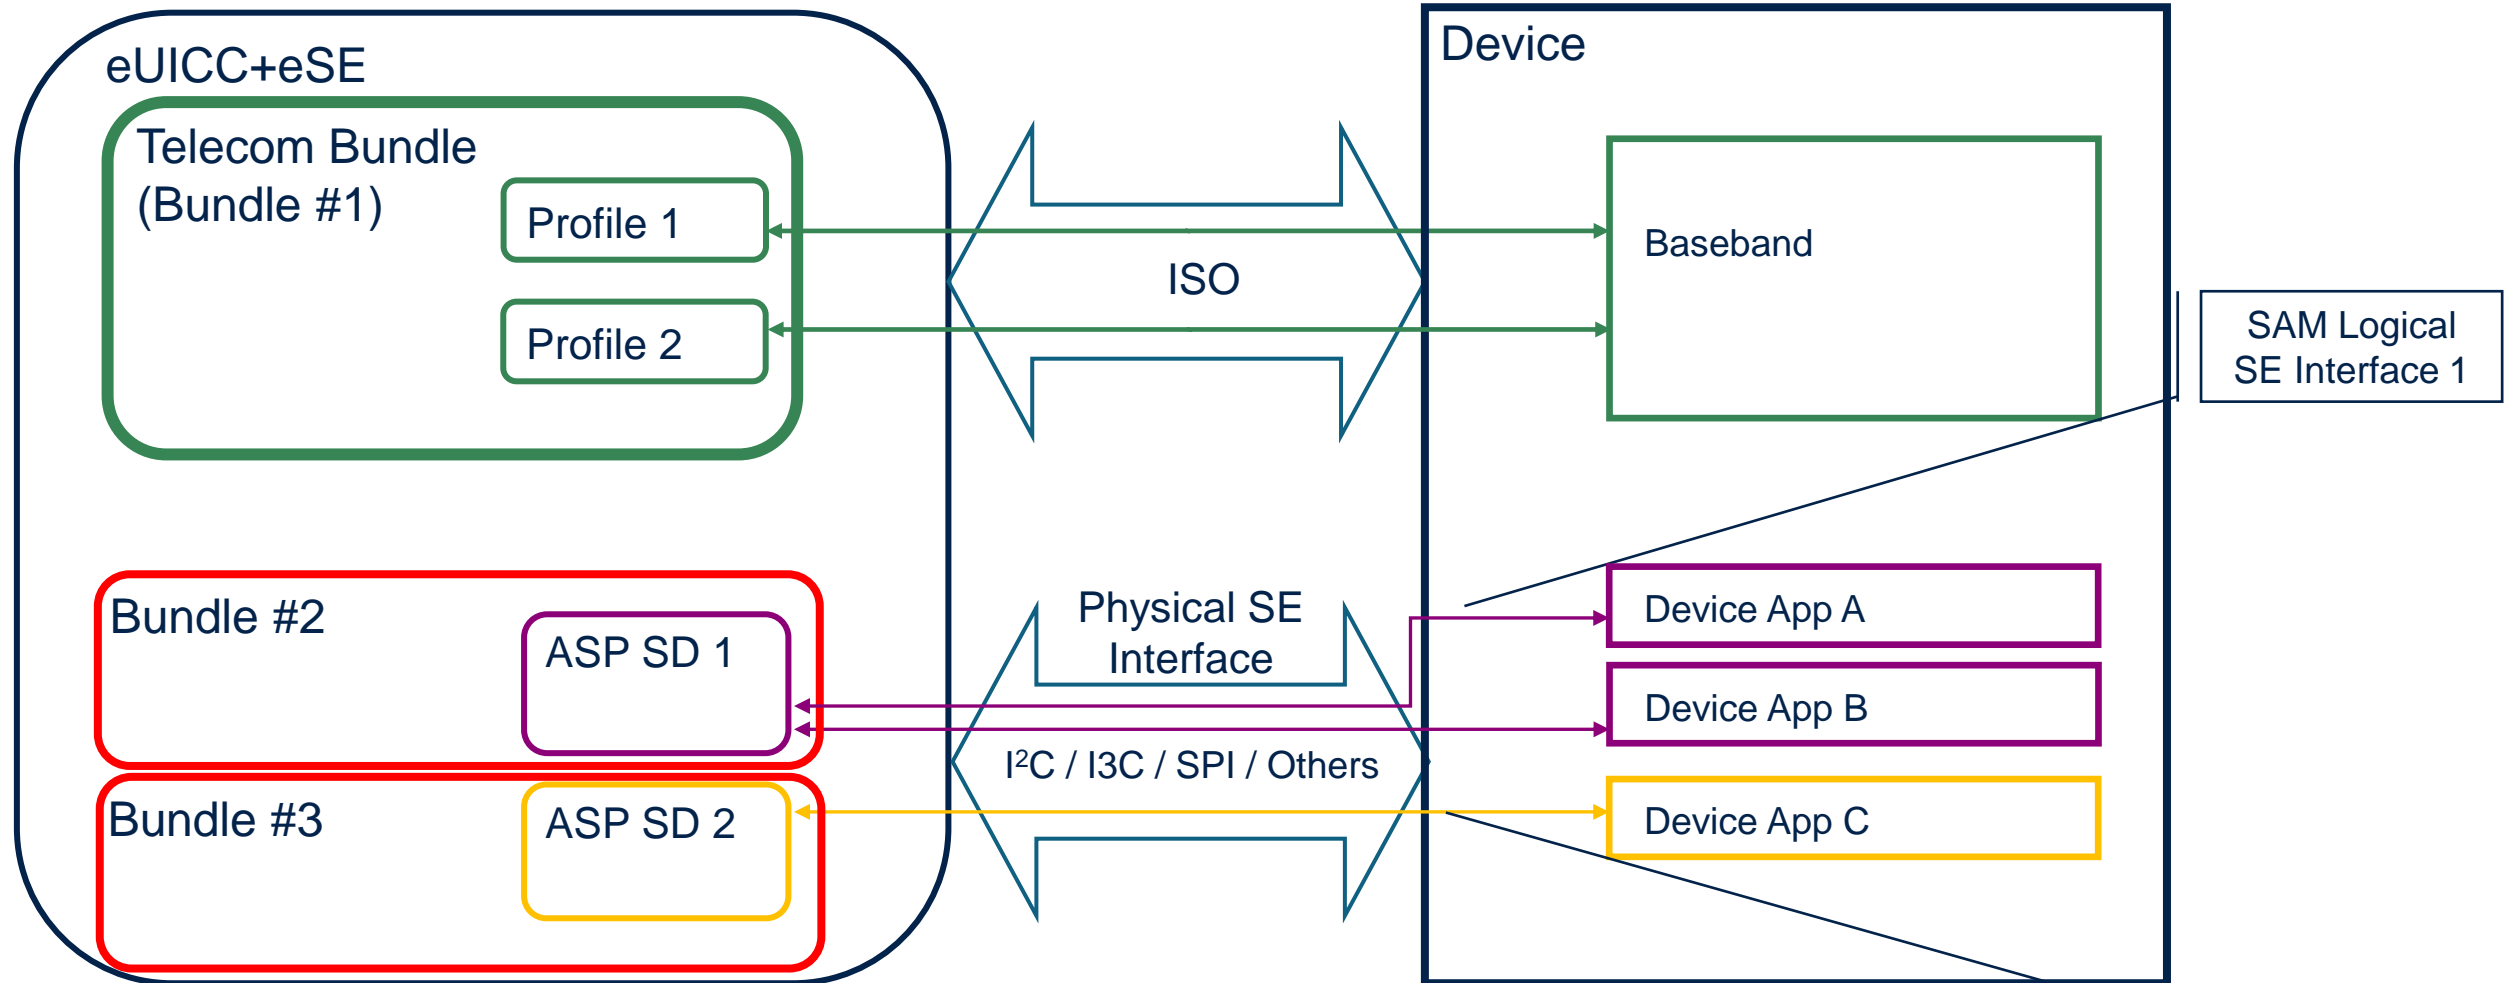 eUICC+eSE
Telecom Bundle
(Bundle #1)
Profile 1
Profile 2
Bundle #2
ASP SD 1
Bundle #3
ASP SD 2
ISO
Physical SE
Interface
I²C / I3C / SPI / Others
Device
Baseband
Device App A
Device App B
Device App C
SAM Logical
SE Interface 1